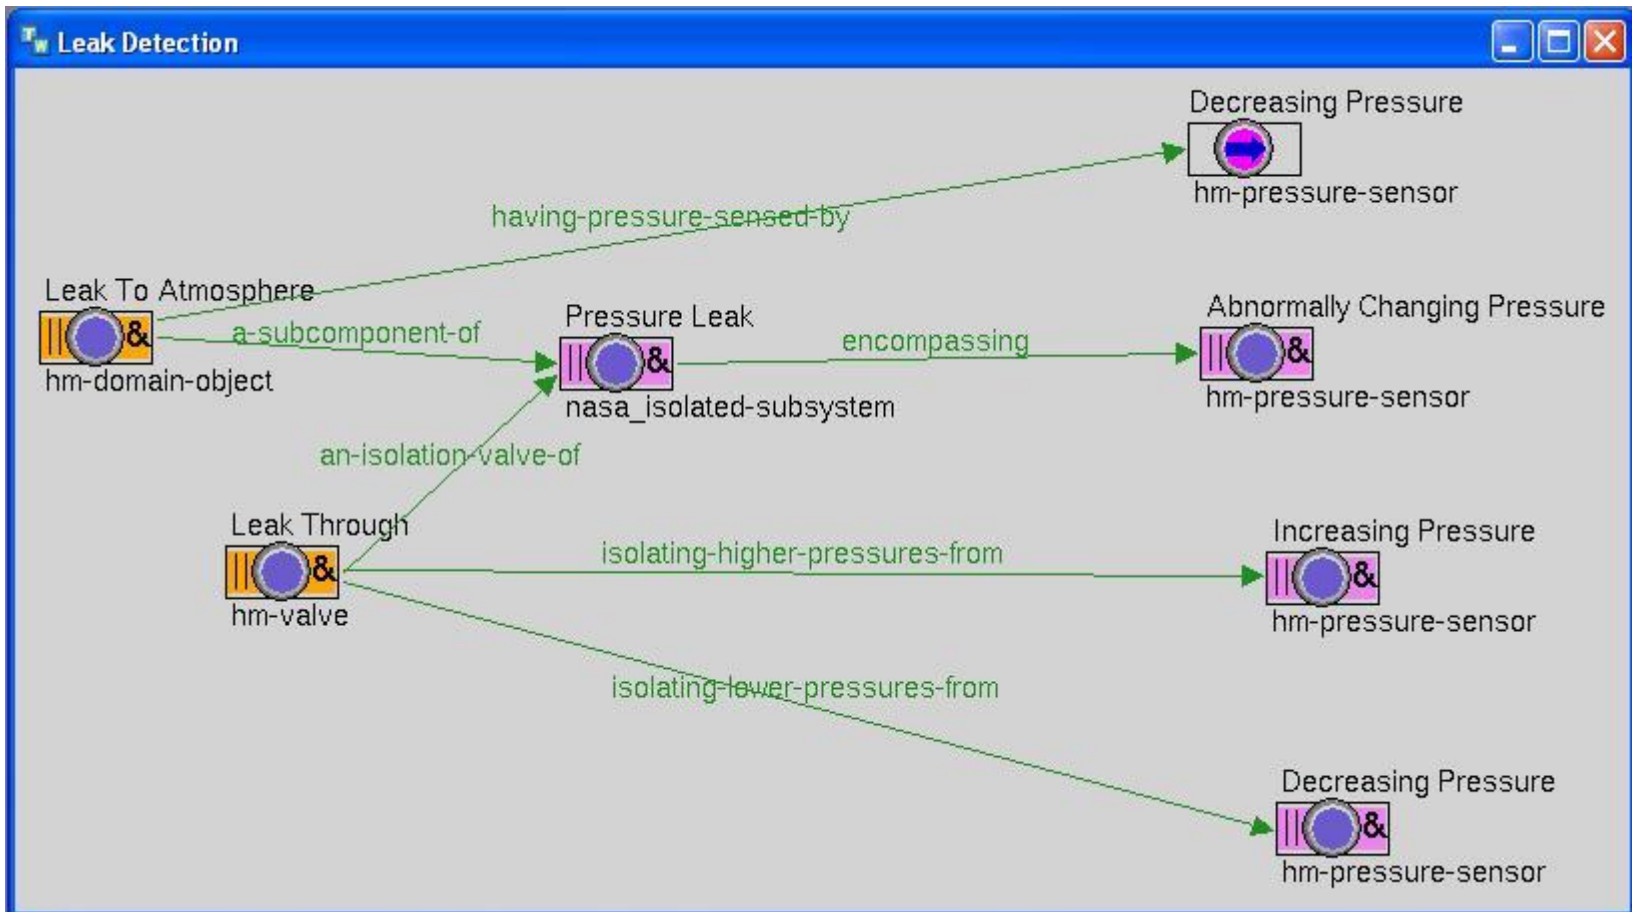 TW Leak Detection
Decreasing Pressure
hm-pressure-sensor
having-pressure-sensed-by
Leak To Atmosphere
&
hm-domain-object
a-subcomponent-of
Pressure Leak
&
nasa_isolated-subsystem
encompassing
Abnormally Changing Pressure
&
hm-pressure-sensor
an-isolation-valve-of
Leak Through
&
hm-valve
isolating-higher-pressures-from
Increasing Pressure
&
hm-pressure-sensor
isolating-lower-pressures-from
Decreasing Pressure
&
hm-pressure-sensor